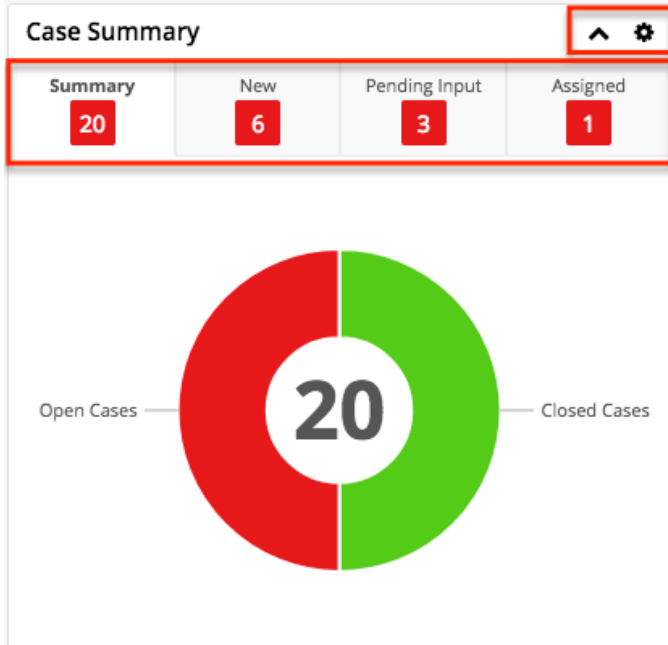 Case Summary
Summary New Pending Input Assigned
20 6 3 1
Open Cases 20 Closed Cases